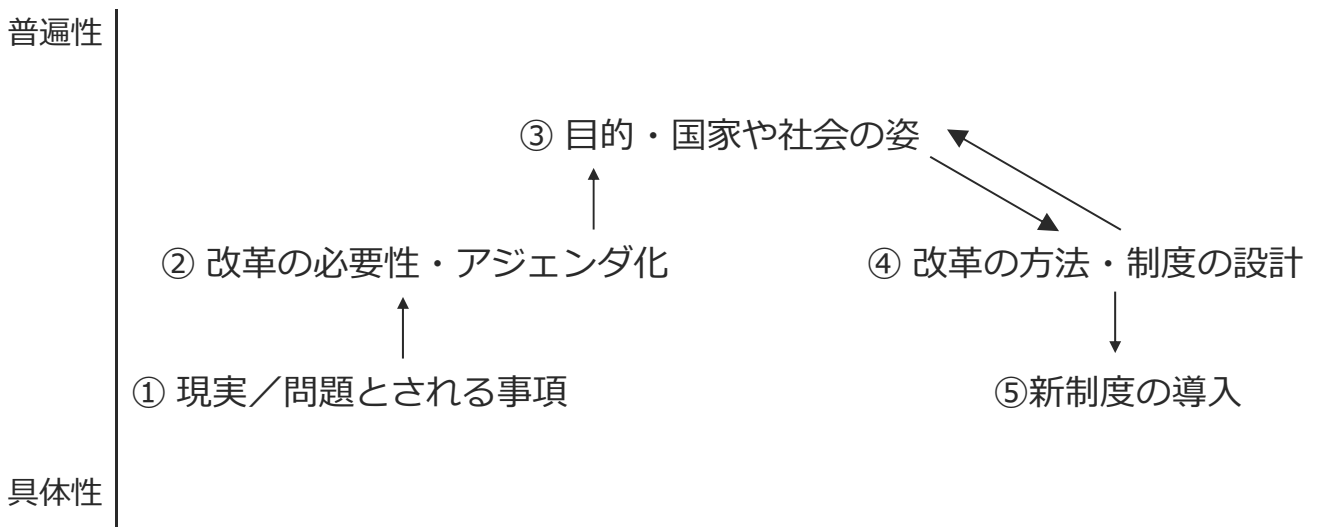 普遍性
③ 目的・国家や社会の姿
② 改革の必要性・アジェンダ化
④ 改革の方法・制度の設計
① 現実／問題とされる事項
⑤新制度の導入
具体性